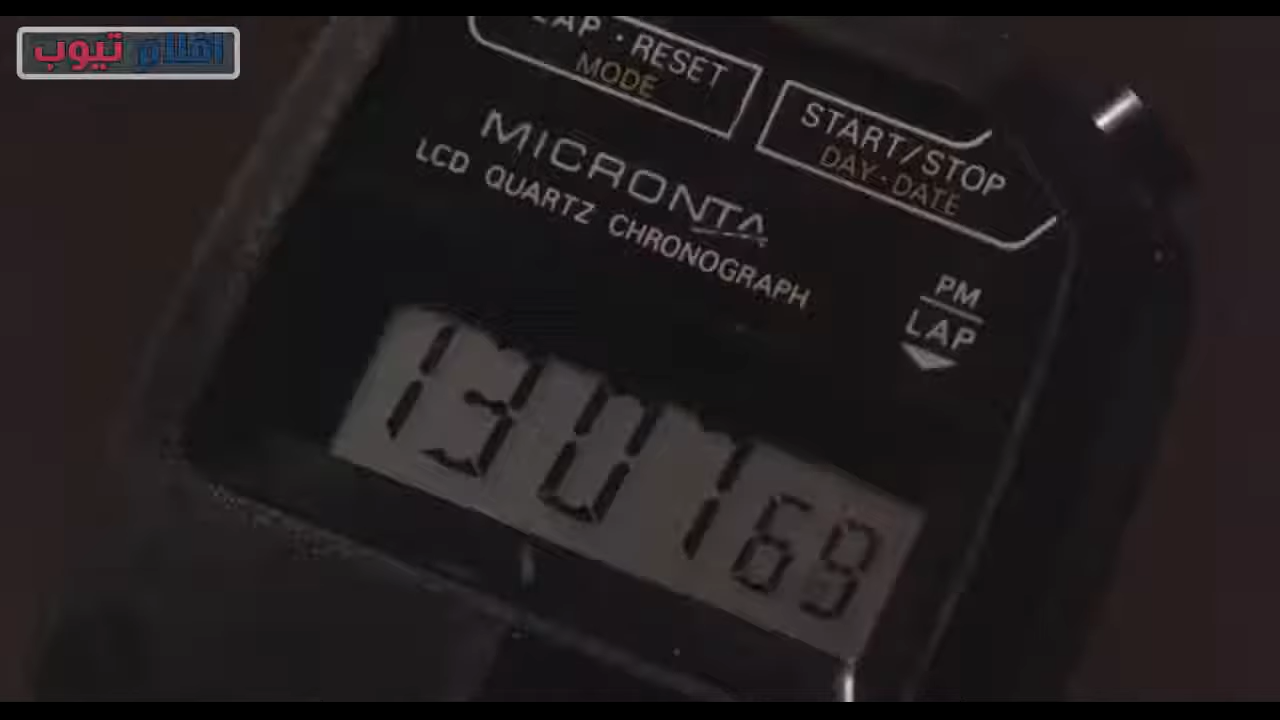 افلام تيوب
LAP · RESET
MODE
START/STOP
DAY · DATE
MICRONTA
LCD QUARTZ CHRONOGRAPH
PM
LAP